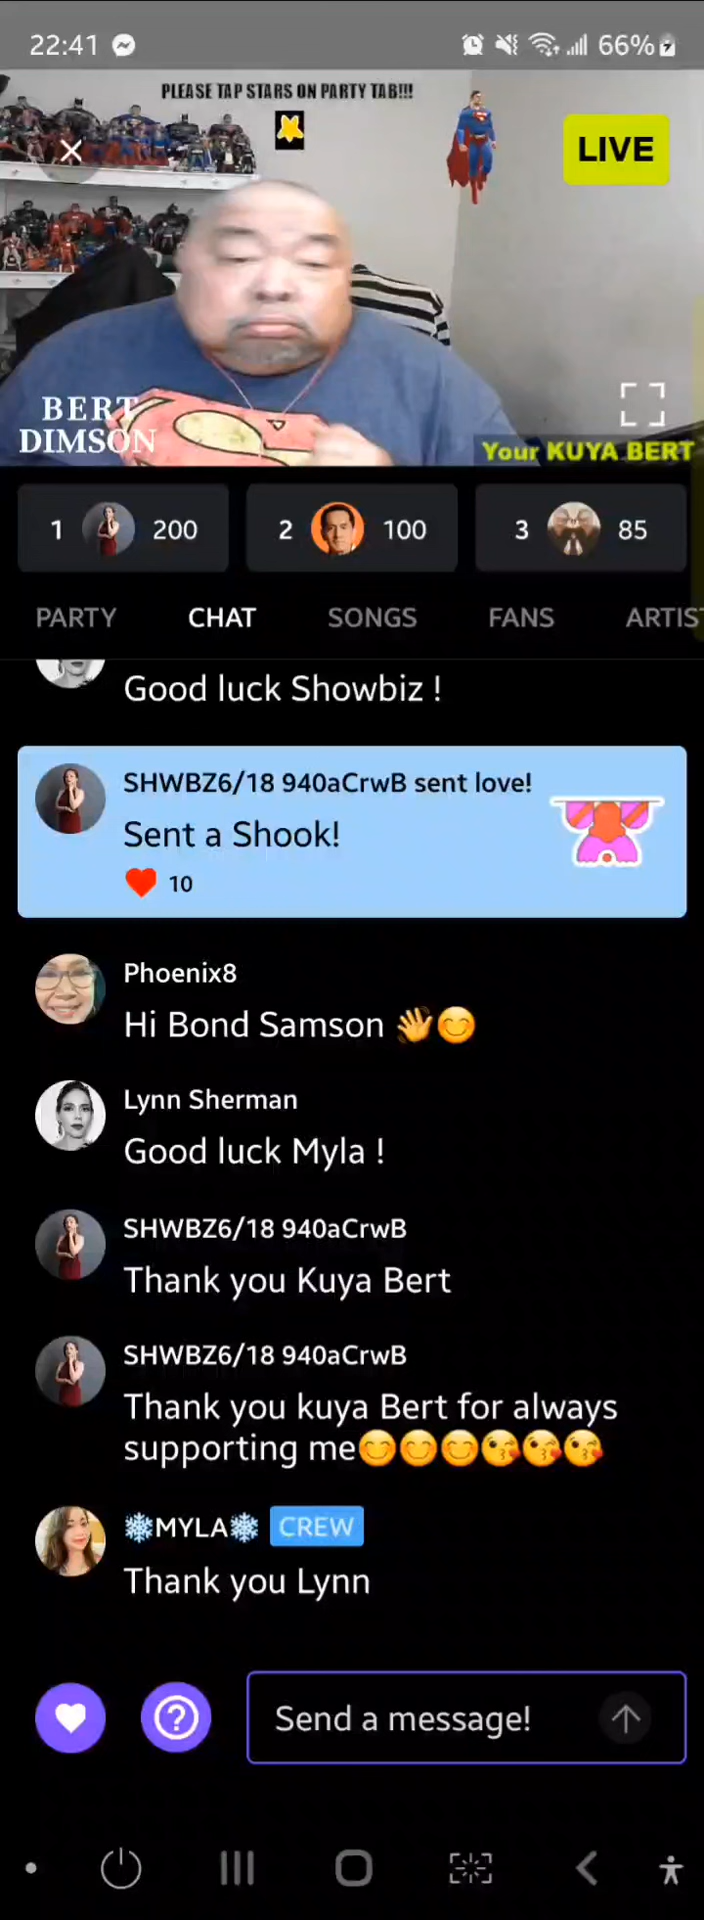 22:41
66%
PLEASE TAP STARS ON PARTY TAB!!!
LIVE
BERT
DIMSON
Your KUYA BERT
1 200
2 100
3 85
PARTY CHAT SONGS FANS ARTIS
Good luck Showbiz !
SHWBZ6/18 940aCrwB sent love!
Sent a Shook!
❤️ 10
Phoenix8
Hi Bond Samson 👋😊
Lynn Sherman
Good luck Myla !
SHWBZ6/18 940aCrwB
Thank you Kuya Bert
SHWBZ6/18 940aCrwB
Thank you kuya Bert for always
supporting me😊😊😊😘😘😘
❄️MYLA❄️ CREW
Thank you Lynn
Send a message!